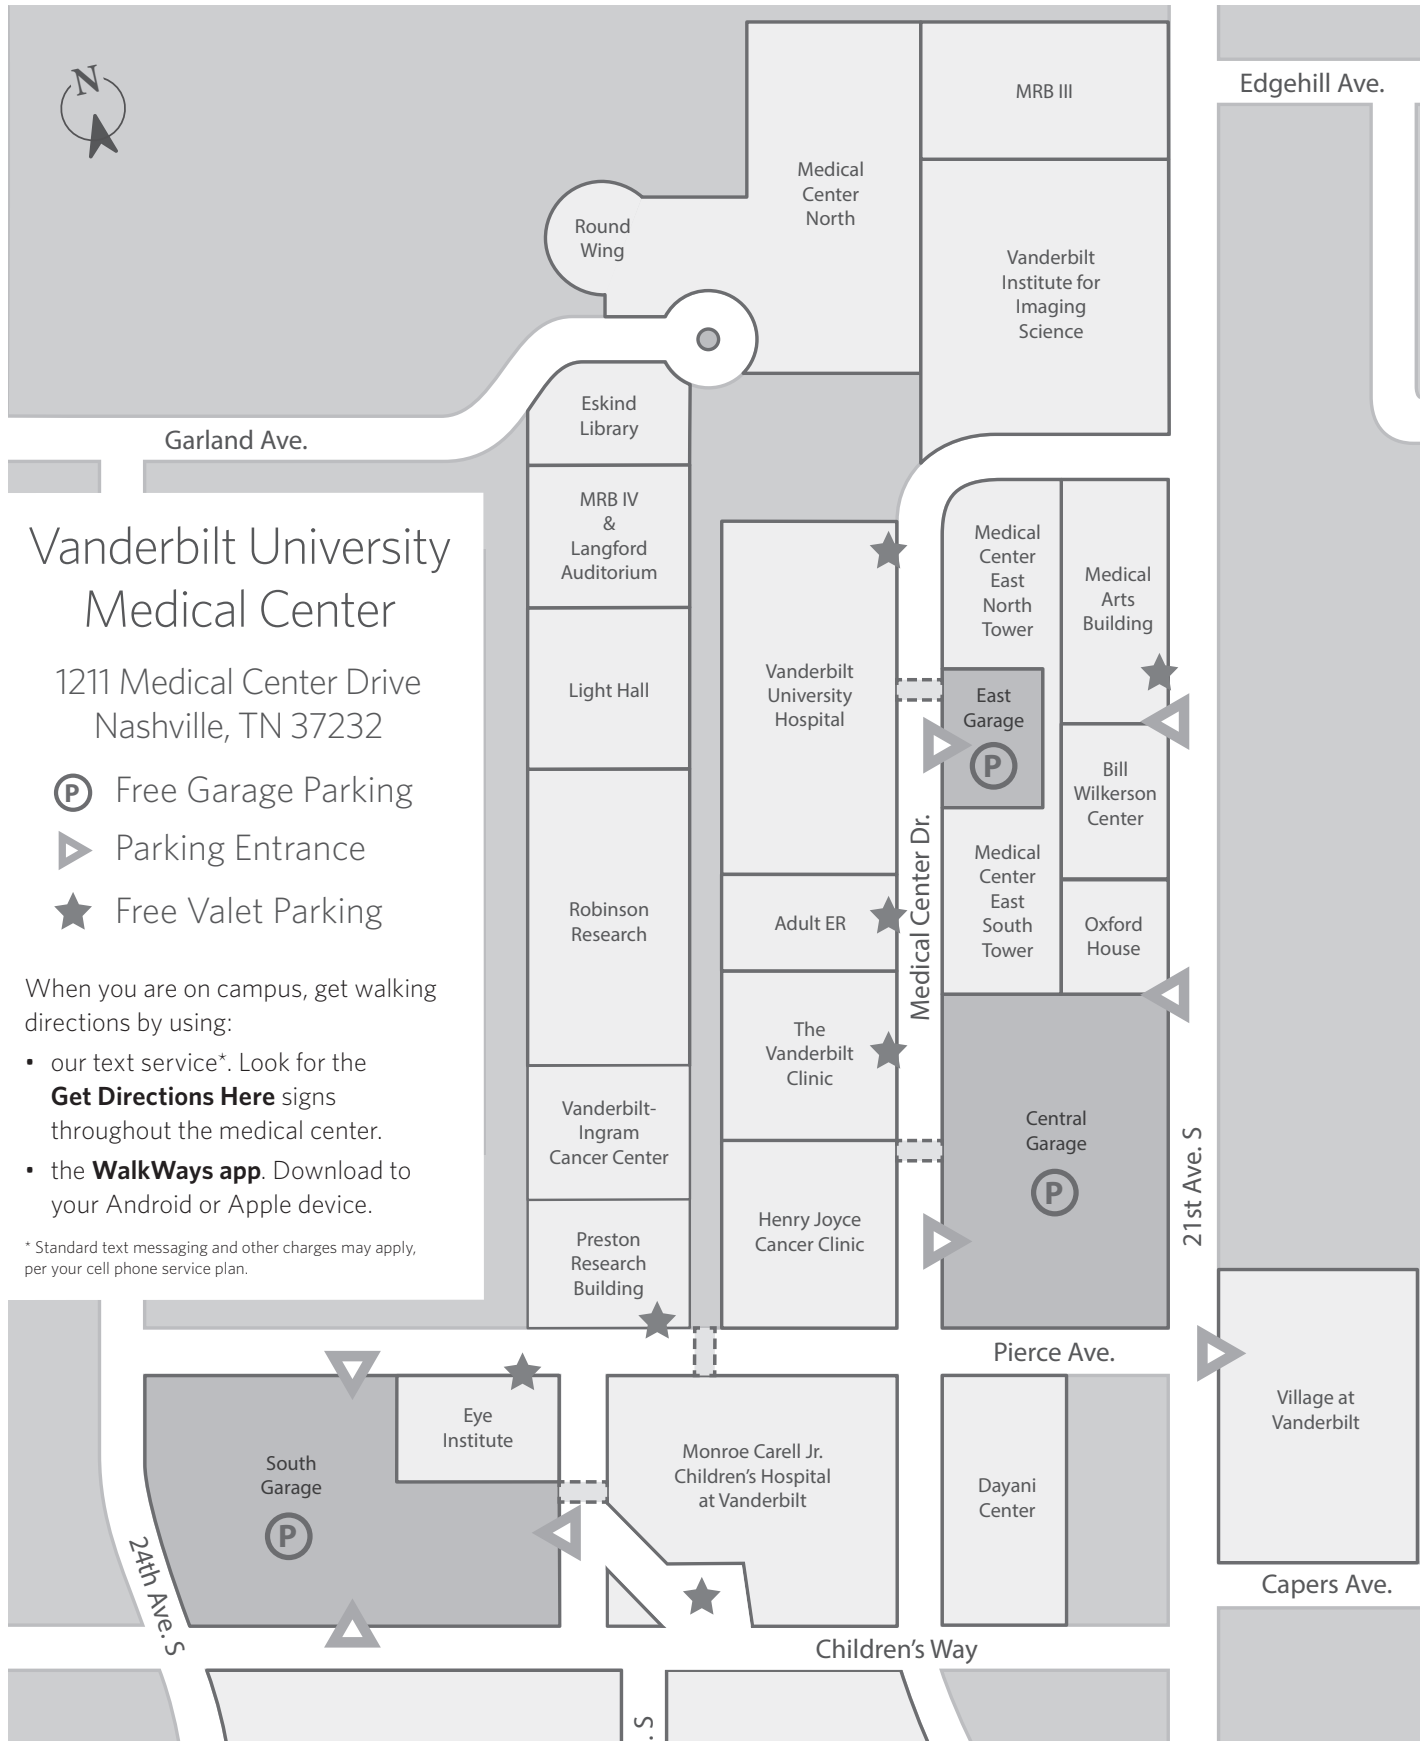 N
MRB III
Edgehill Ave.
Medical
Center
North
Round
Wing
Vanderbilt
Institute for
Imaging
Science
Eskind
Library
Garland Ave.
MRB IV
&
Langford
Auditorium
Medical
Center
East
North
Tower
Medical
Arts
Building
Vanderbilt University
Medical Center
1211 Medical Center Drive
Nashville, TN 37232
P Free Garage Parking
Parking Entrance
Free Valet Parking
When you are on campus, get walking
directions by using:
• our text service*. Look for the
Get Directions Here signs
throughout the medical center.
• the WalkWays app. Download to
your Android or Apple device.
* Standard text messaging and other charges may apply,
per your cell phone service plan.
Light Hall
Vanderbilt
University
Hospital
East
Garage
P
Bill
Wilkerson
Center
Medical Center Dr.
Medical
Center
East
South
Tower
Robinson
Research
Adult ER
Oxford
House
The
Vanderbilt
Clinic
Vanderbilt-
Ingram
Cancer Center
Central
Garage
P
21st Ave. S
Henry Joyce
Cancer Clinic
Preston
Research
Building
Pierce Ave.
Village at
Vanderbilt
Eye
Institute
South
Garage
P
Monroe Carell Jr.
Children's Hospital
at Vanderbilt
Dayani
Center
24th Ave. S
Capers Ave.
Children's Way
. S